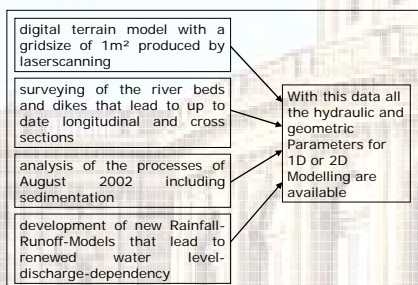 digital terrain model with a
gridsize of 1m² produced by
laserscanning
surveying of the river beds
and dikes that lead to up to
date longitudinal and cross
sections
analysis of the processes of
August 2002 including
sedimentation
development of new Rainfall-
Runoff-Models that lead to
renewed water level-
discharge-dependency
With this data all
the hydraulic and
geometric
Parameters for
1D or 2D
Modelling are
available